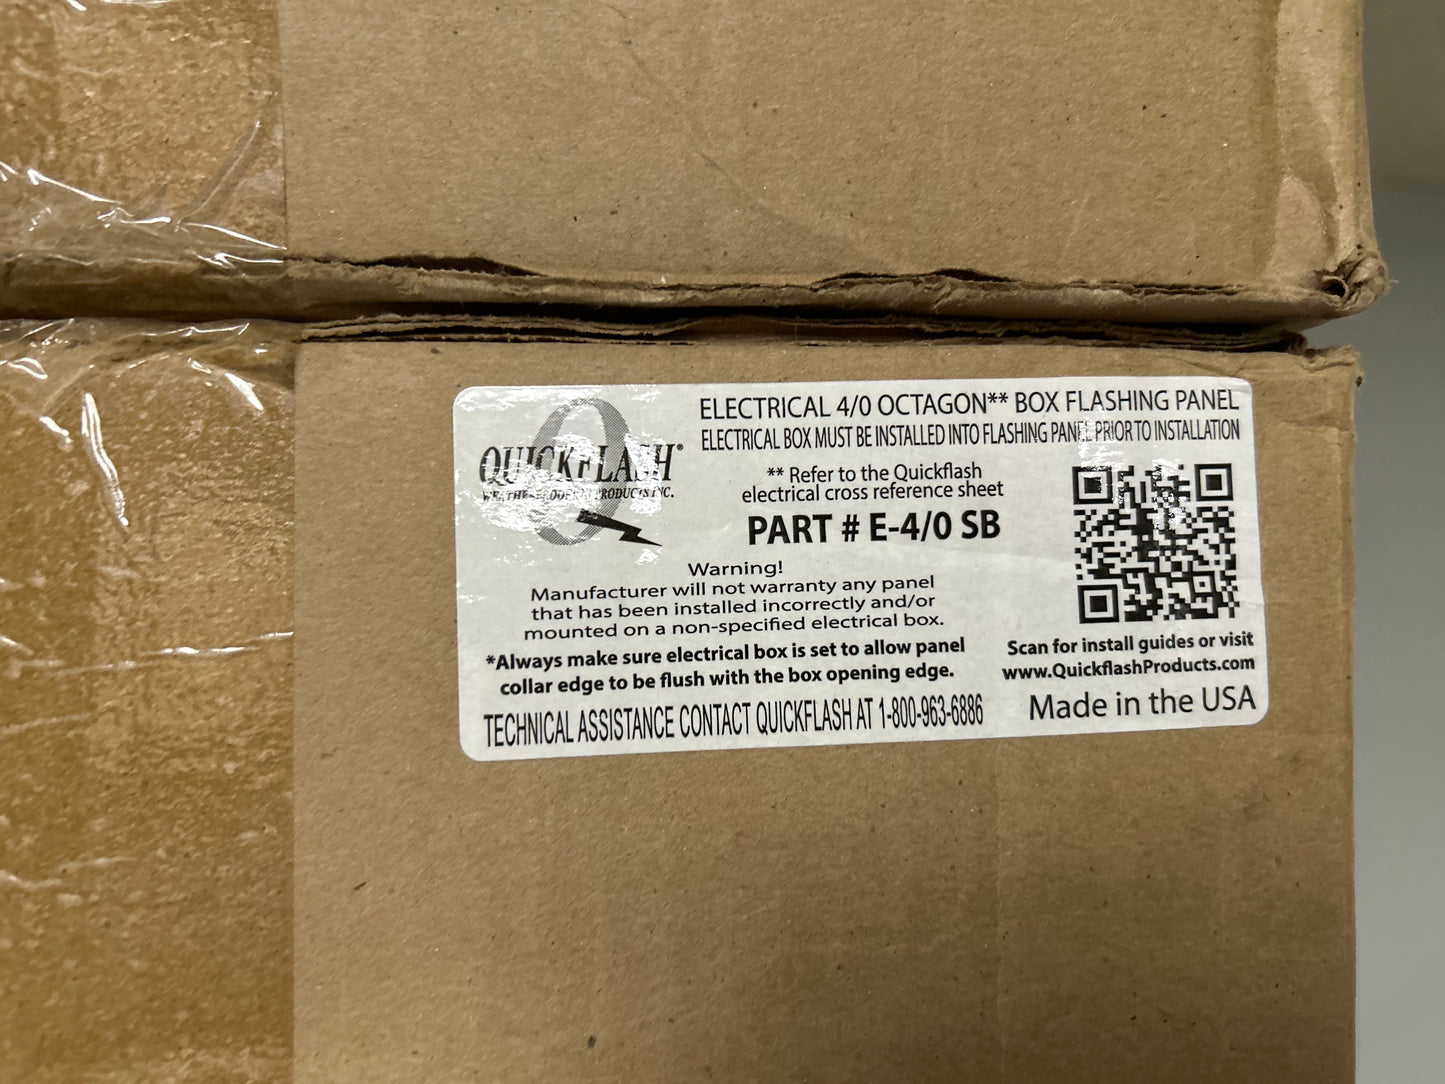 QUICKFLASH®
WEATHERPROOFING PRODUCTS INC.
ELECTRICAL 4/0 OCTAGON** BOX FLASHING PANEL
ELECTRICAL BOX MUST BE INSTALLED INTO FLASHING PANEL PRIOR TO INSTALLATION
** Refer to the Quickflash
electrical cross reference sheet
PART # E-4/0 SB
Warning!
Manufacturer will not warranty any panel
that has been installed incorrectly and/or
mounted on a non-specified electrical box.
*Always make sure electrical box is set to allow panel
collar edge to be flush with the box opening edge.
TECHNICAL ASSISTANCE CONTACT QUICKFLASH AT 1-800-963-6886
Scan for install guides or visit
www.QuickflashProducts.com
Made in the USA